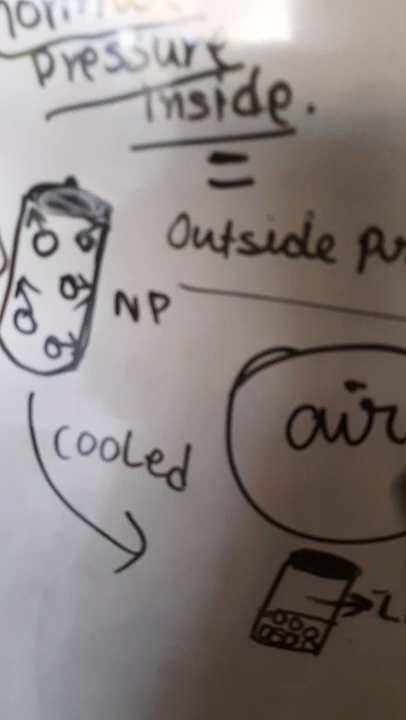 pressure
inside.
=
Outside
NP
cooled
air